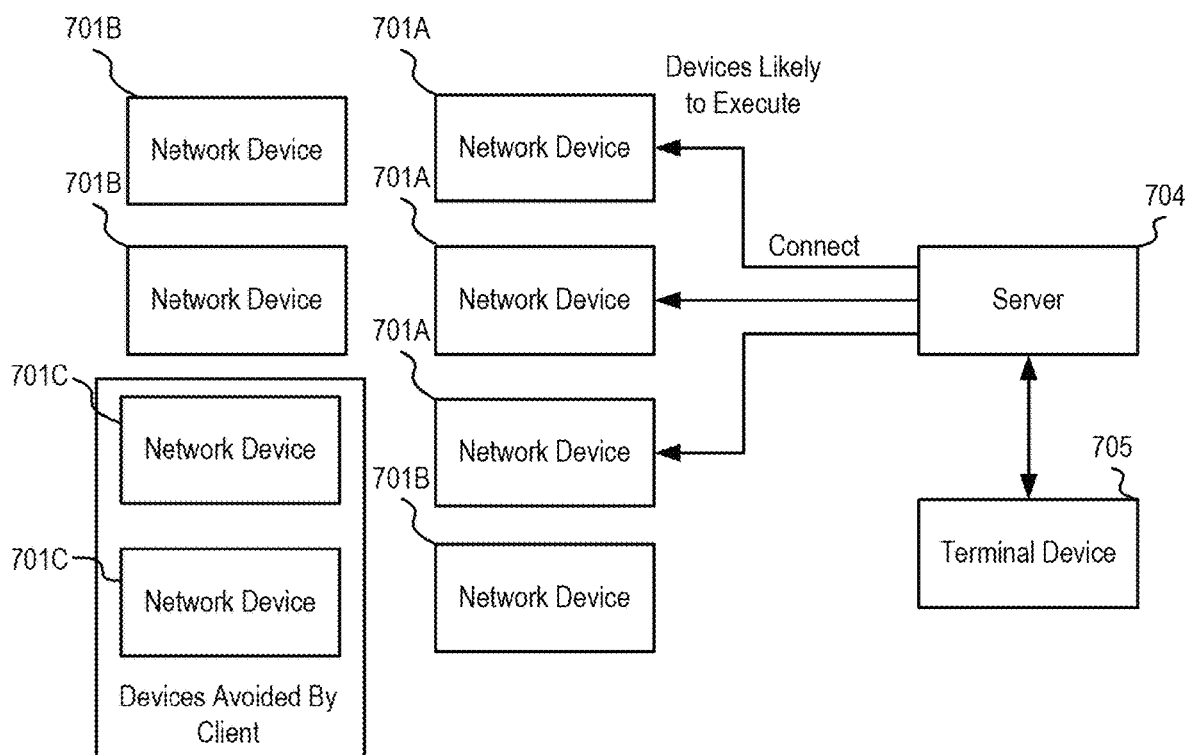 701B
701A
Devices Likely
to Execute
Network Device
Network Device
701B
701A
704
Connect
Network Device
Network Device
Server
701A
701C
Network Device
Network Device
701B
705
701C
Network Device
Network Device
Terminal Device
Devices Avoided By
Client